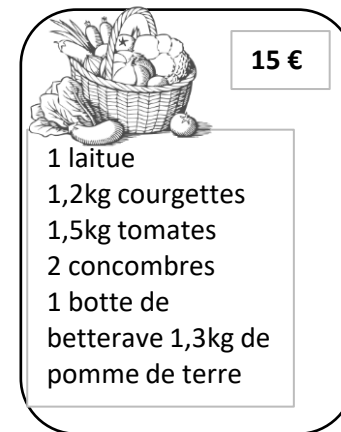 15 €
1 laitue
1,2kg courgettes
1,5kg tomates
2 concombres
1 botte de
betterave 1,3kg de
pomme de terre